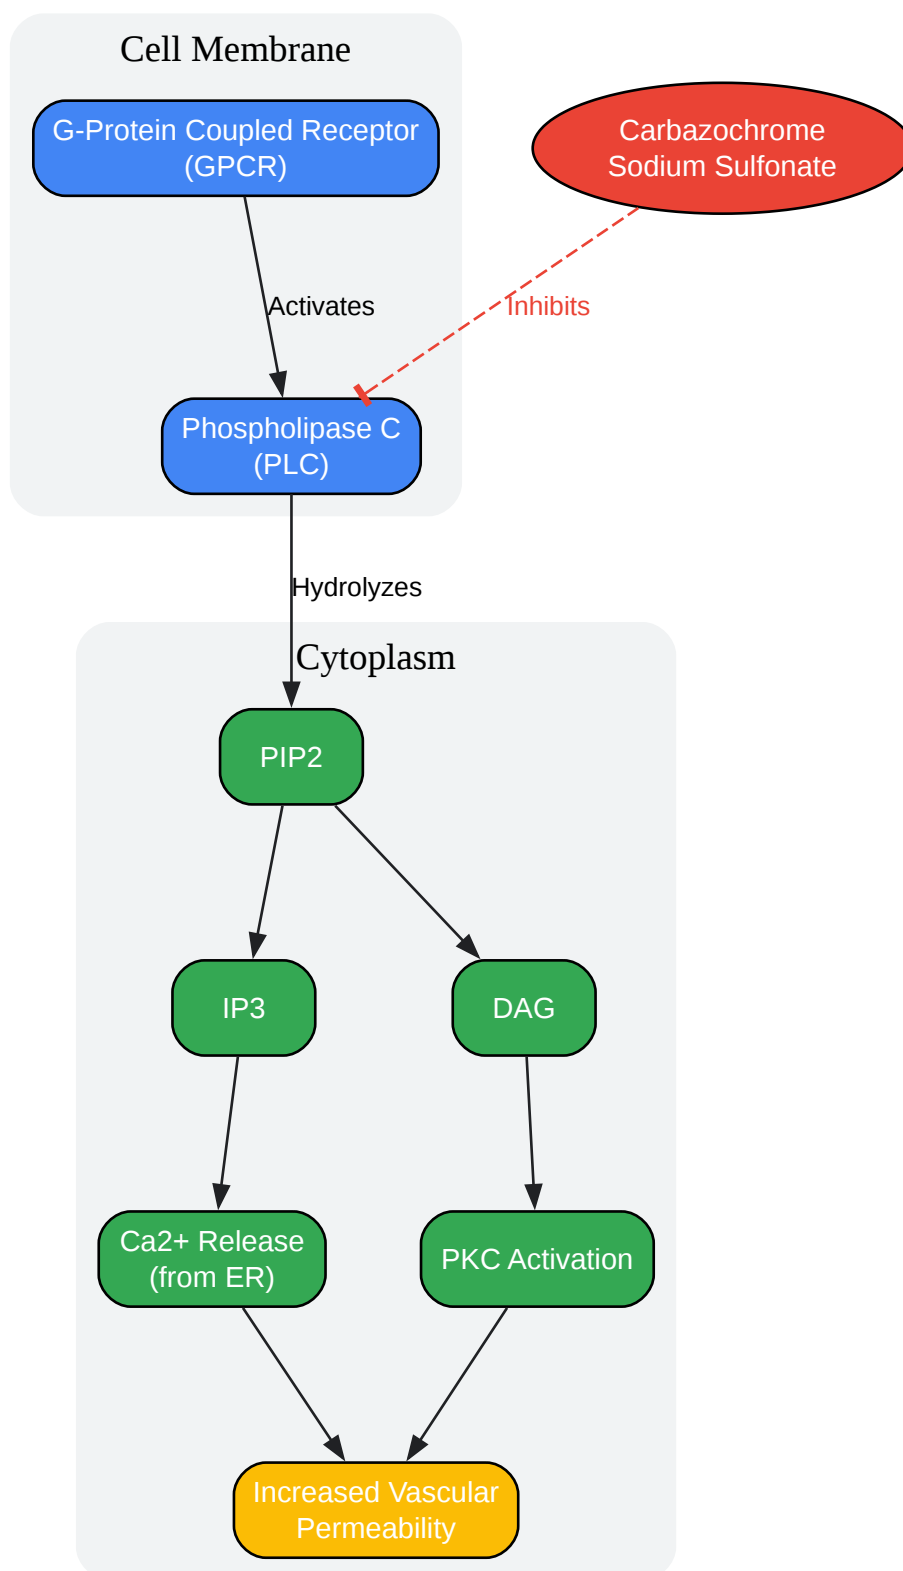 Cell Membrane
G-Protein Coupled Receptor
(GPCR)
Carbazochrome
Sodium Sulfonate
Activates
Inhibits
Phospholipase C
(PLC)
Hydrolyzes
Cytoplasm
PIP2
IP3
DAG
Ca2+ Release
(from ER)
PKC Activation
Increased Vascular
Permeability